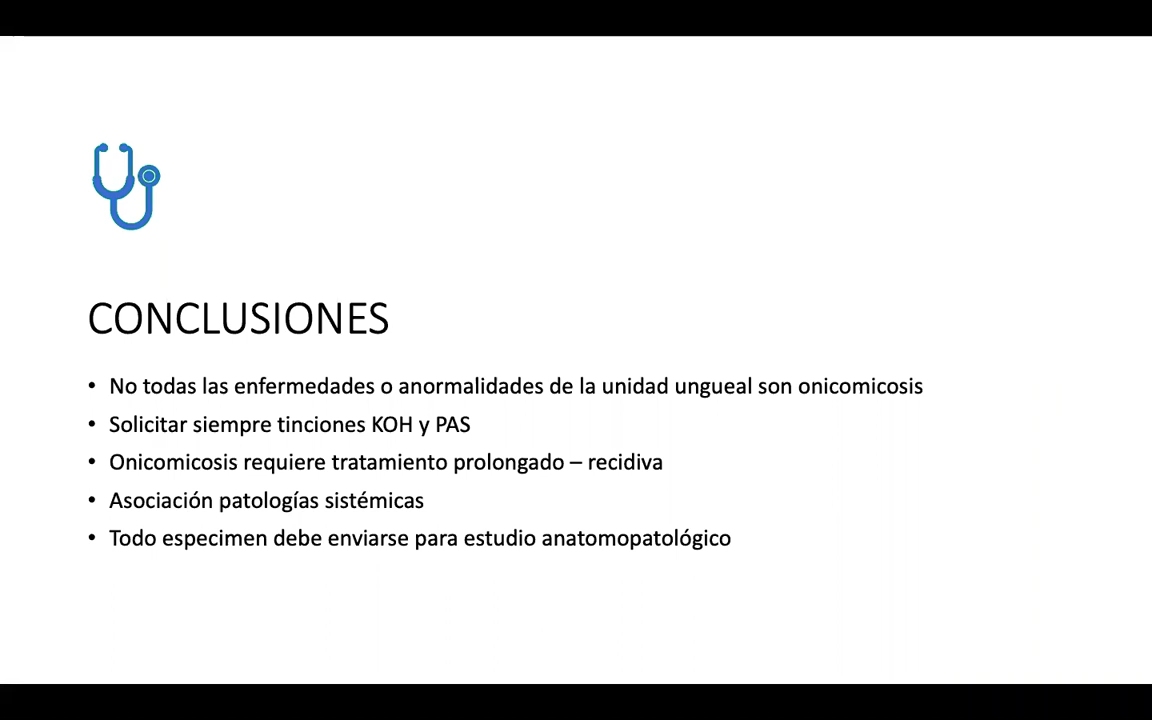 CONCLUSIONES
• No todas las enfermedades o anormalidades de la unidad ungueal son onicomicosis
• Solicitar siempre tinciones KOH y PAS
• Onicomicosis requiere tratamiento prolongado – recidiva
• Asociación patologías sistémicas
• Todo especimen debe enviarse para estudio anatomopatológico